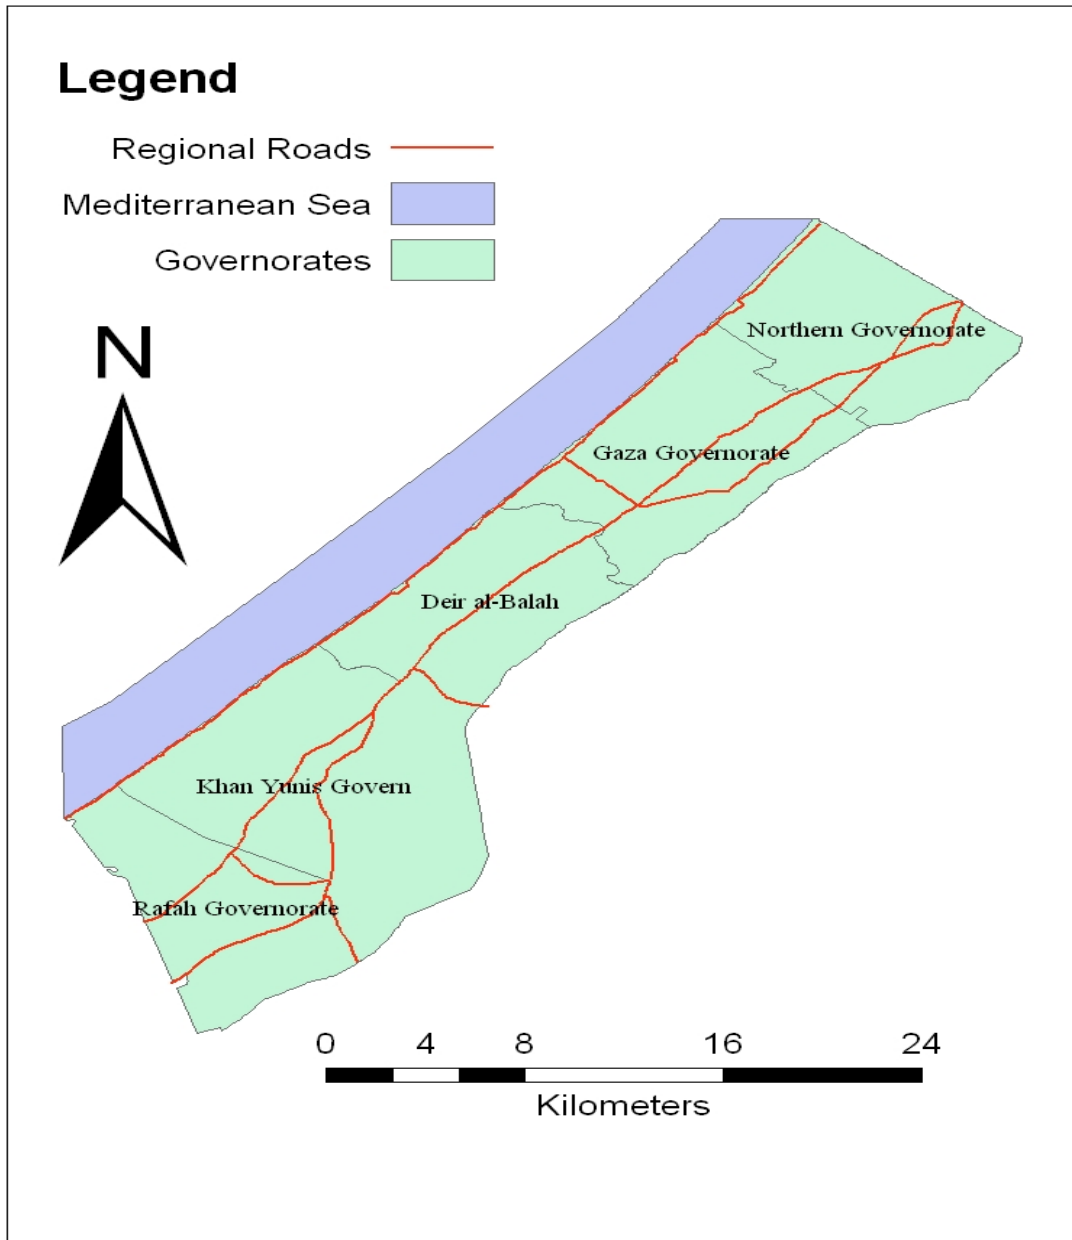 Legend
Regional Roads
Mediterranean Sea
Governorates
N
Northern Governorate
Gaza Governorate
Deir al-Balah
Khan Yunis Govern
Rafah Governorate
0 4 8 16 24
Kilometers